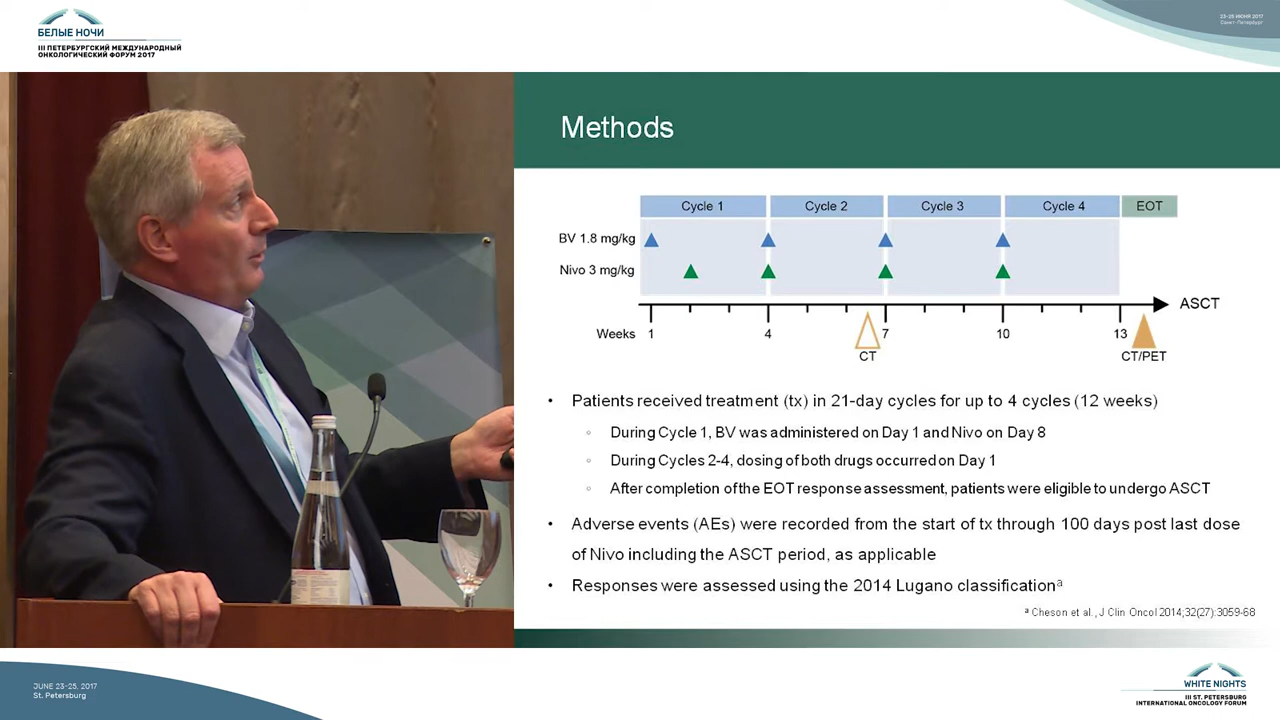 БЕЛЫЕ НОЧИ
III ПЕТЕРБУРГСКИЙ МЕЖДУНАРОДНЫЙ
ОНКОЛОГИЧЕСКИЙ ФОРУМ 2017
23-25 ИЮНЯ 2017
Санкт-Петербург
Methods
Cycle 1 Cycle 2 Cycle 3 Cycle 4 EOT
BV 1.8 mg/kg
Nivo 3 mg/kg
ASCT
Weeks 1 4 7 10 13
CT CT/PET
• Patients received treatment (tx) in 21-day cycles for up to 4 cycles (12 weeks)
◦ During Cycle 1, BV was administered on Day 1 and Nivo on Day 8
◦ During Cycles 2-4, dosing of both drugs occurred on Day 1
◦ After completion of the EOT response assessment, patients were eligible to undergo ASCT
• Adverse events (AEs) were recorded from the start of tx through 100 days post last dose
of Nivo including the ASCT period, as applicable
• Responses were assessed using the 2014 Lugano classificationᵃ
ᵃ Cheson et al., J Clin Oncol 2014;32(27):3059-68
JUNE 23-25, 2017
St. Petersburg
WHITE NIGHTS
III ST. PETERSBURG
INTERNATIONAL ONCOLOGY FORUM